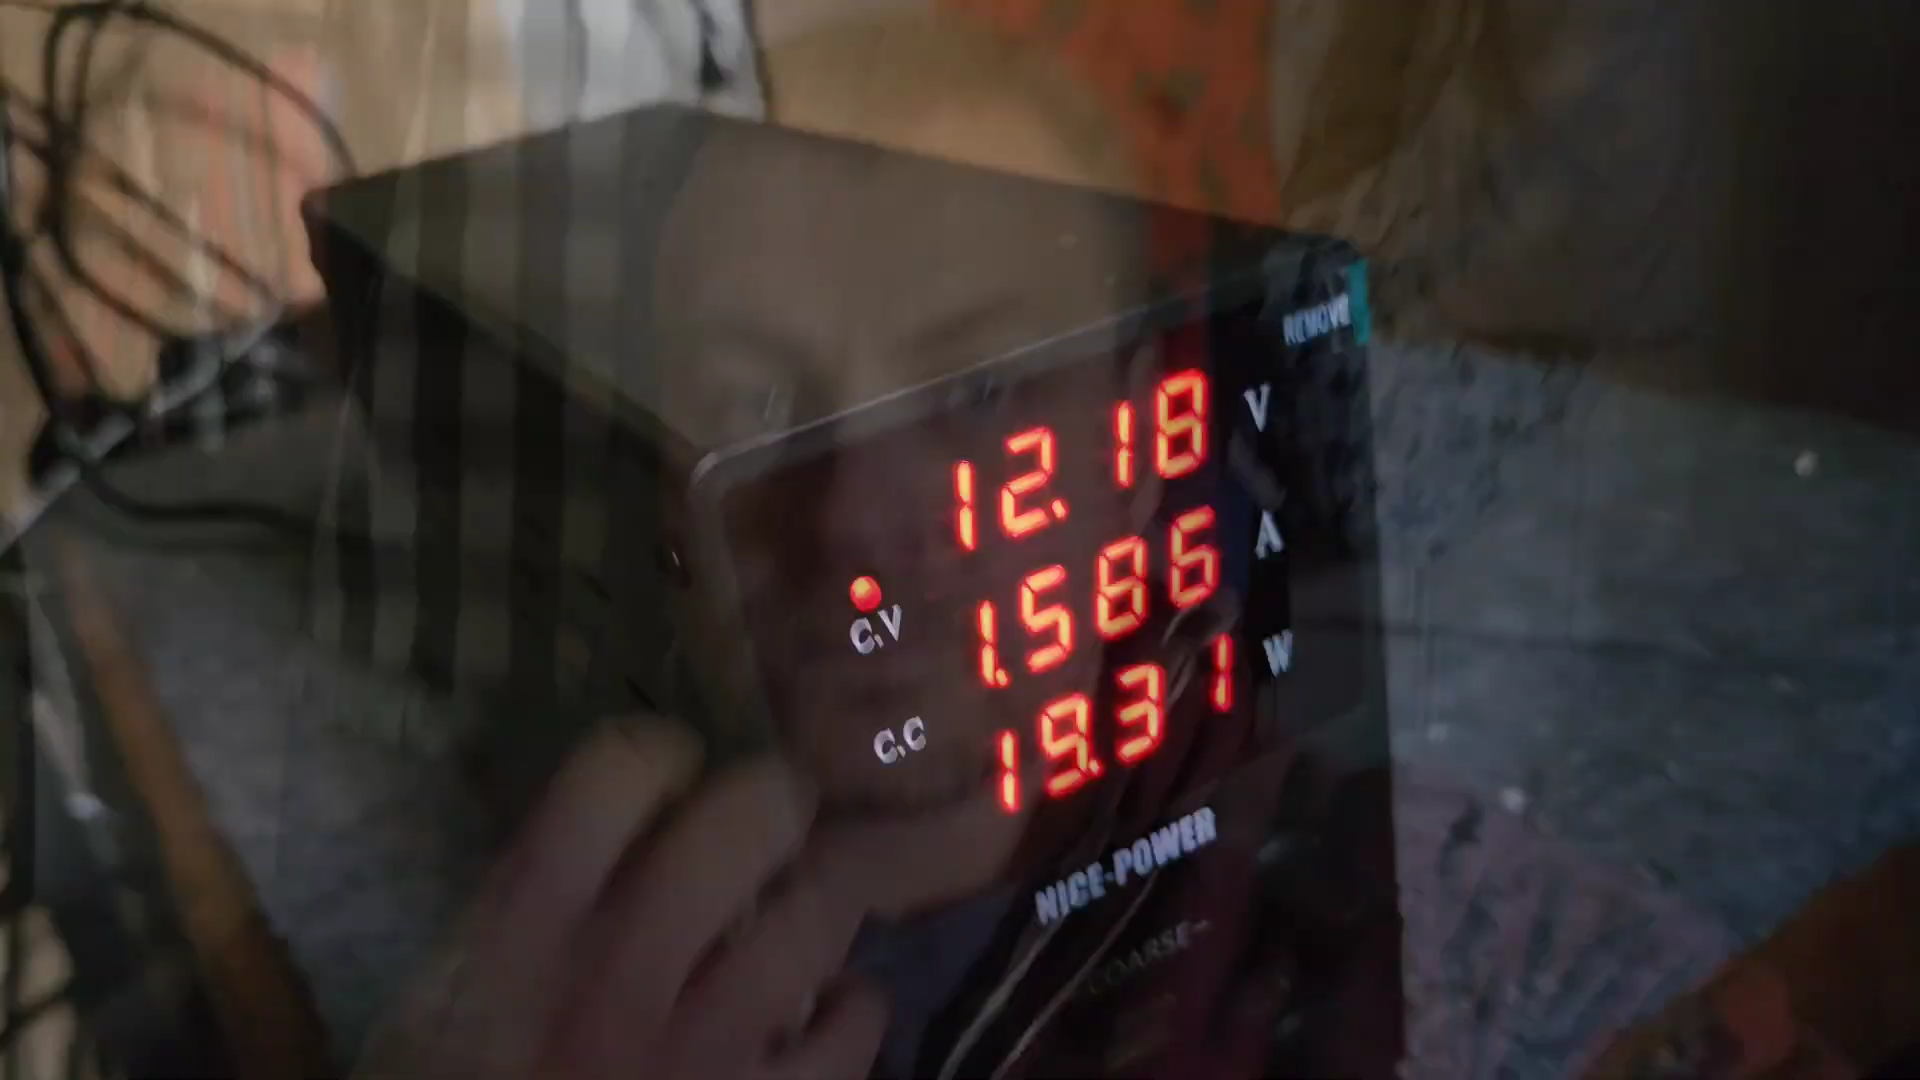 REMOVE
12.18 V
1.586 A
C.V
19.31 W
C.C
NICE-POWER
COARSE